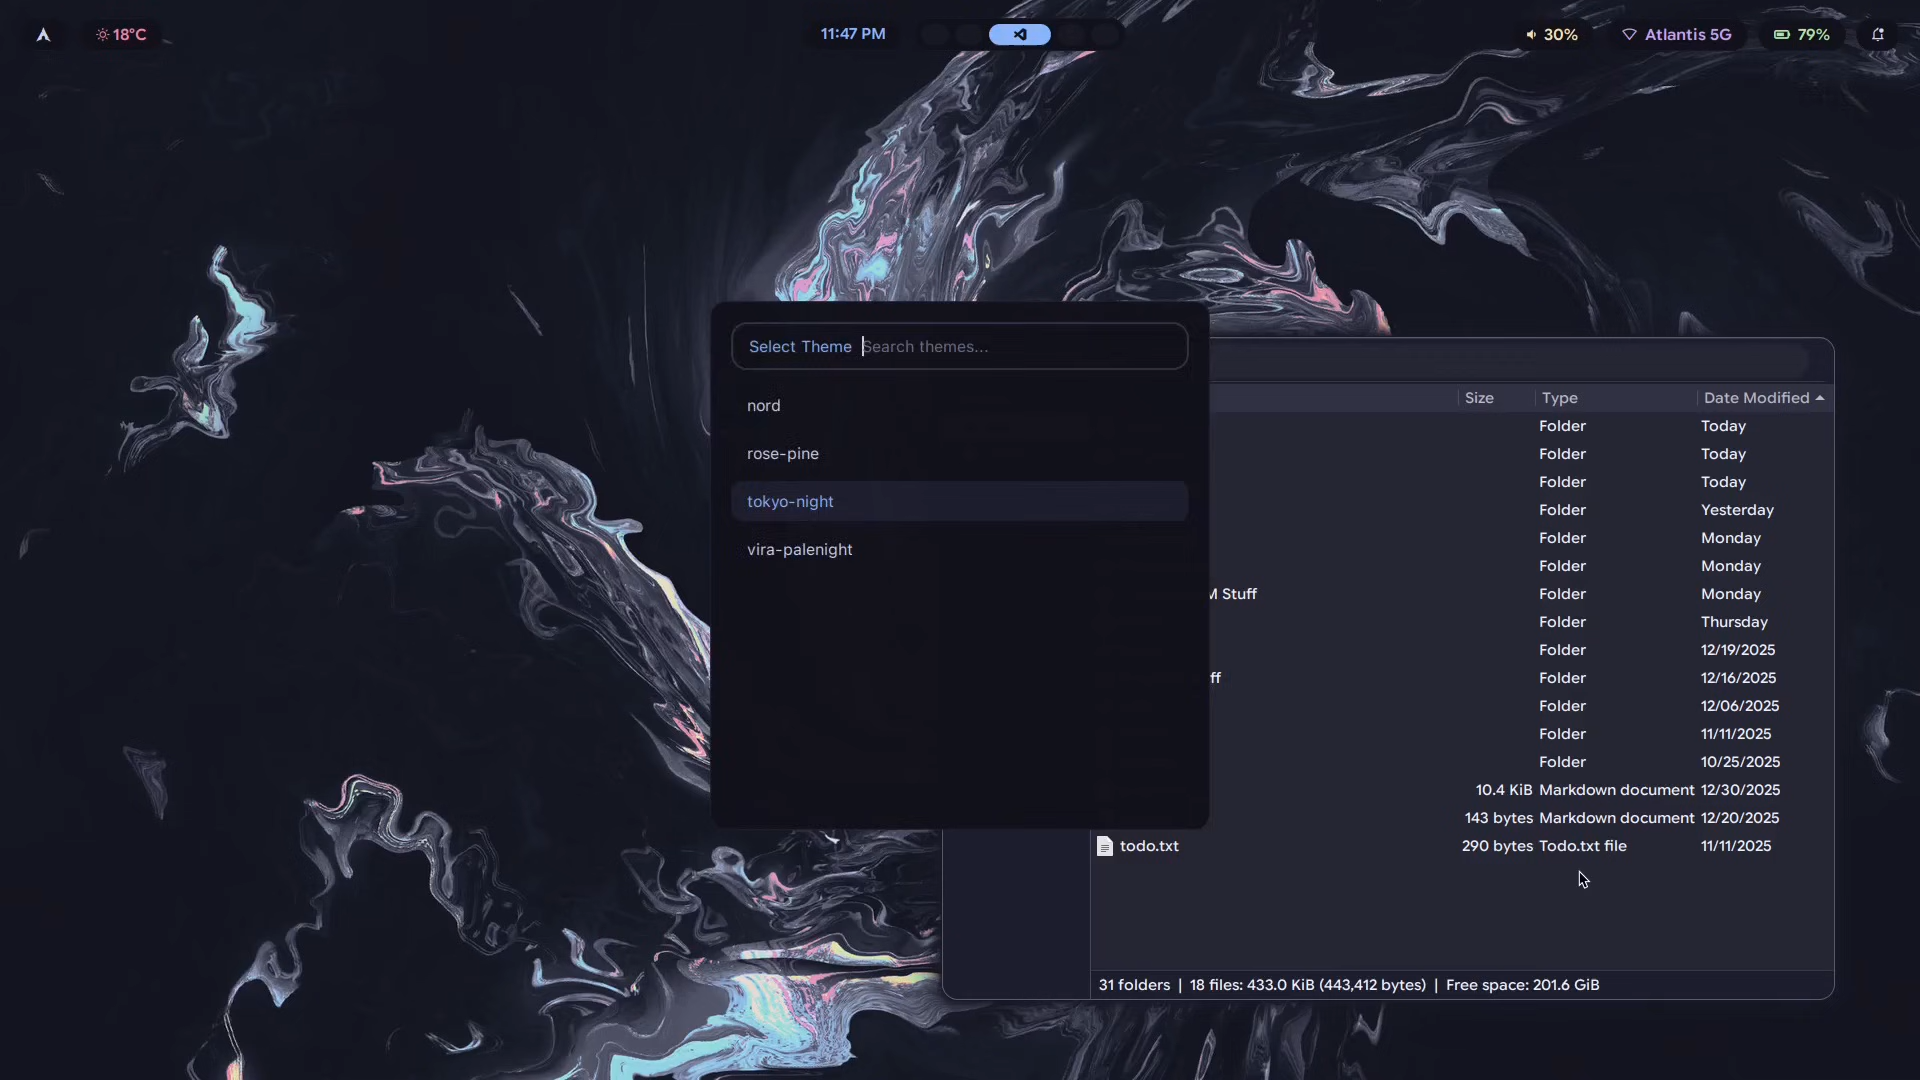 18°C
11:47 PM
30%
Atlantis 5G
79%
Select Theme Search themes...
nord
rose-pine
tokyo-night
vira-palenight
Size Type Date Modified
Folder Today
Folder Today
Folder Today
Folder Yesterday
Folder Monday
Folder Monday
Stuff Folder Monday
Folder Thursday
Folder 12/19/2025
ff Folder 12/16/2025
Folder 12/06/2025
Folder 11/11/2025
Folder 10/25/2025
10.4 KiB Markdown document 12/30/2025
143 bytes Markdown document 12/20/2025
todo.txt 290 bytes Todo.txt file 11/11/2025
31 folders | 18 files: 433.0 KiB (443,412 bytes) | Free space: 201.6 GiB